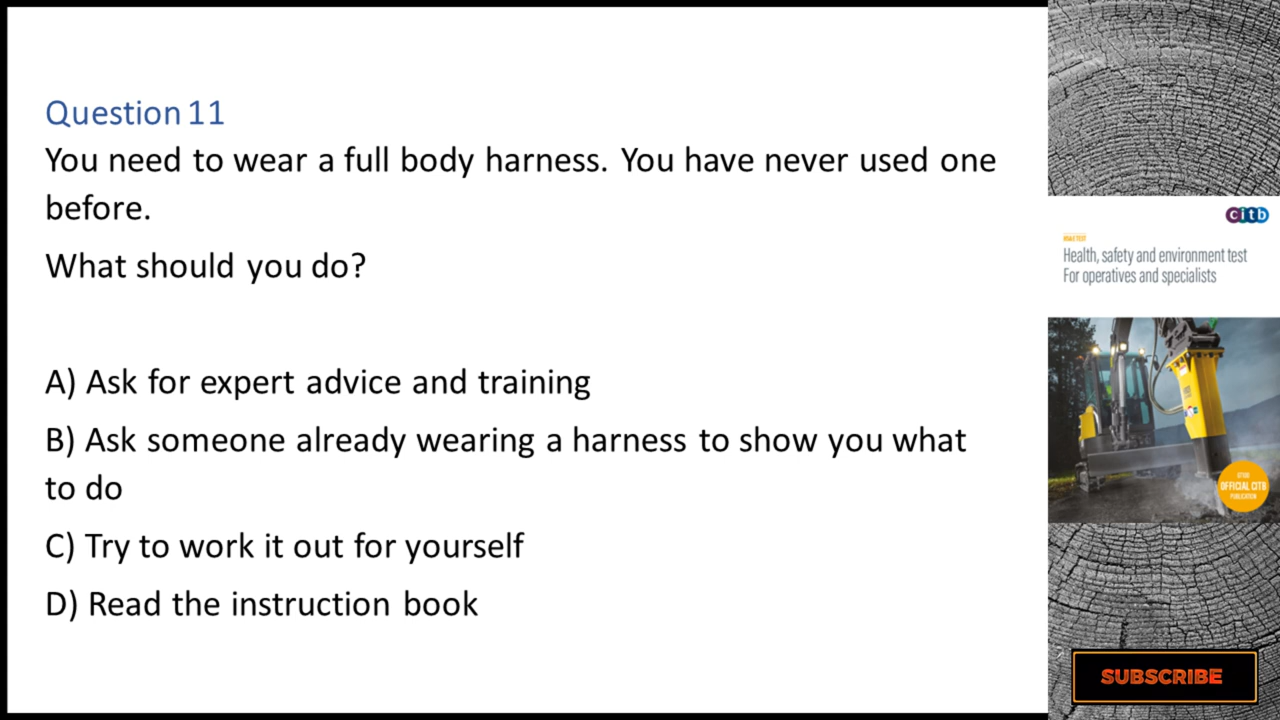 Question 11
You need to wear a full body harness. You have never used one
before.
What should you do?
A) Ask for expert advice and training
B) Ask someone already wearing a harness to show you what
to do
C) Try to work it out for yourself
D) Read the instruction book
citb
Health, safety and environment test
For operatives and specialists
OFFICIAL CITB
PUBLICATION
SUBSCRIBE